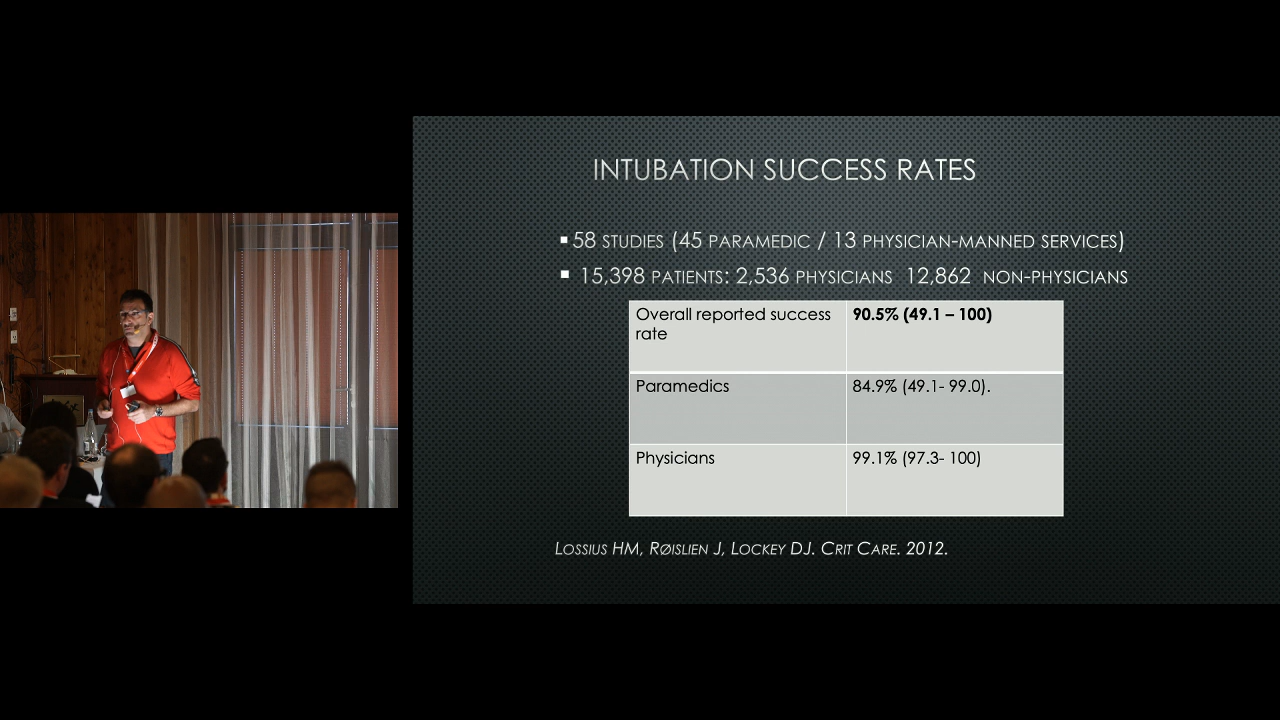 INTUBATION SUCCESS RATES
▪ 58 STUDIES (45 PARAMEDIC / 13 PHYSICIAN-MANNED SERVICES)
▪ 15,398 PATIENTS: 2,536 PHYSICIANS 12,862 NON-PHYSICIANS
Overall reported success rate 90.5% (49.1 – 100)
Paramedics 84.9% (49.1- 99.0).
Physicians 99.1% (97.3- 100)
LOSSIUS HM, RØISLIEN J, LOCKEY DJ. CRIT CARE. 2012.